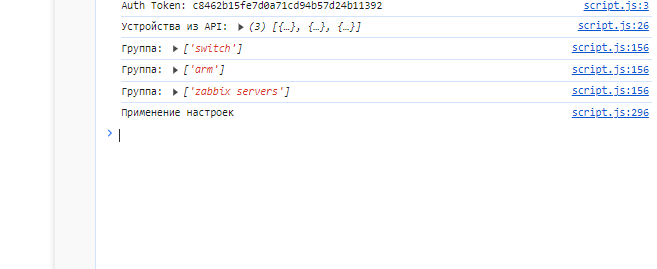 Auth Token: c8462b15fe7d0a71cd94b57d24b11392 script.js:3
Устройства из API: ▶ (3) [{…}, {…}, {…}] script.js:26
Группа: ▶ ['switch'] script.js:156
Группа: ▶ ['arm'] script.js:156
Группа: ▶ ['zabbix servers'] script.js:156
Применение настроек script.js:296